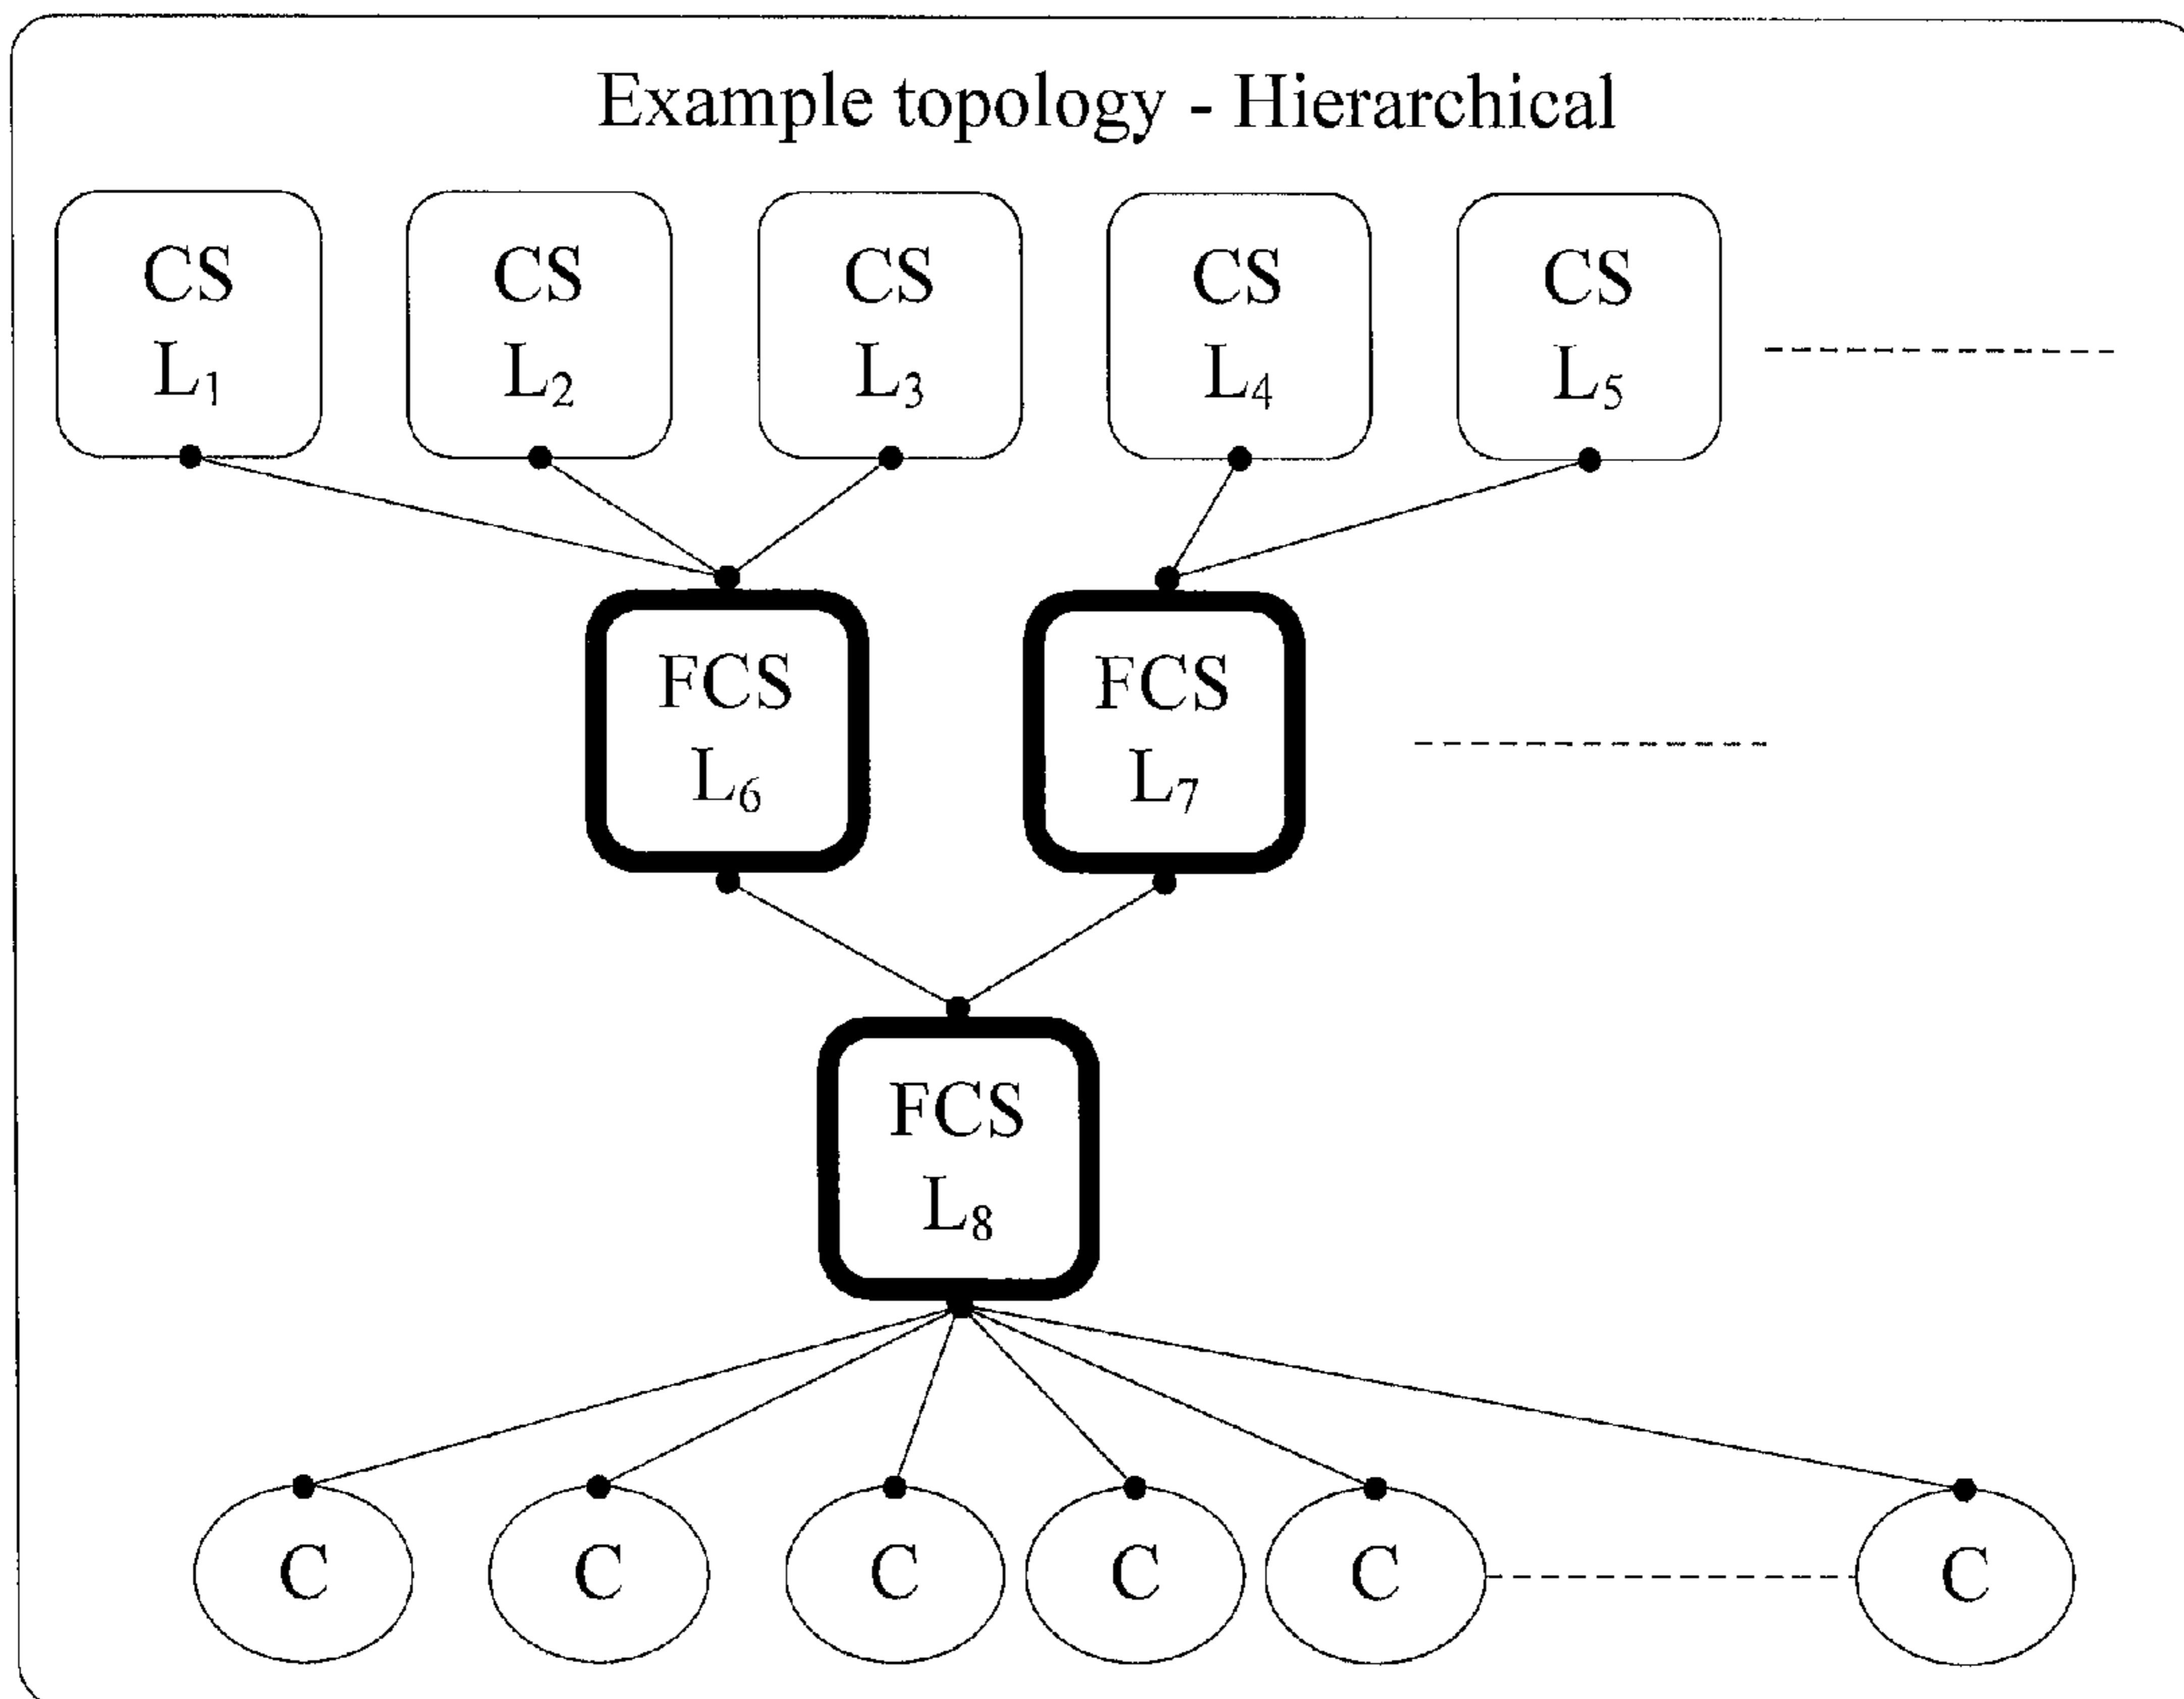 Example topology - Hierarchical
CS CS CS CS CS
L₁ L₂ L₃ L₄ L₅
FCS FCS
L₆ L₇
FCS
L₈
C C C C C C